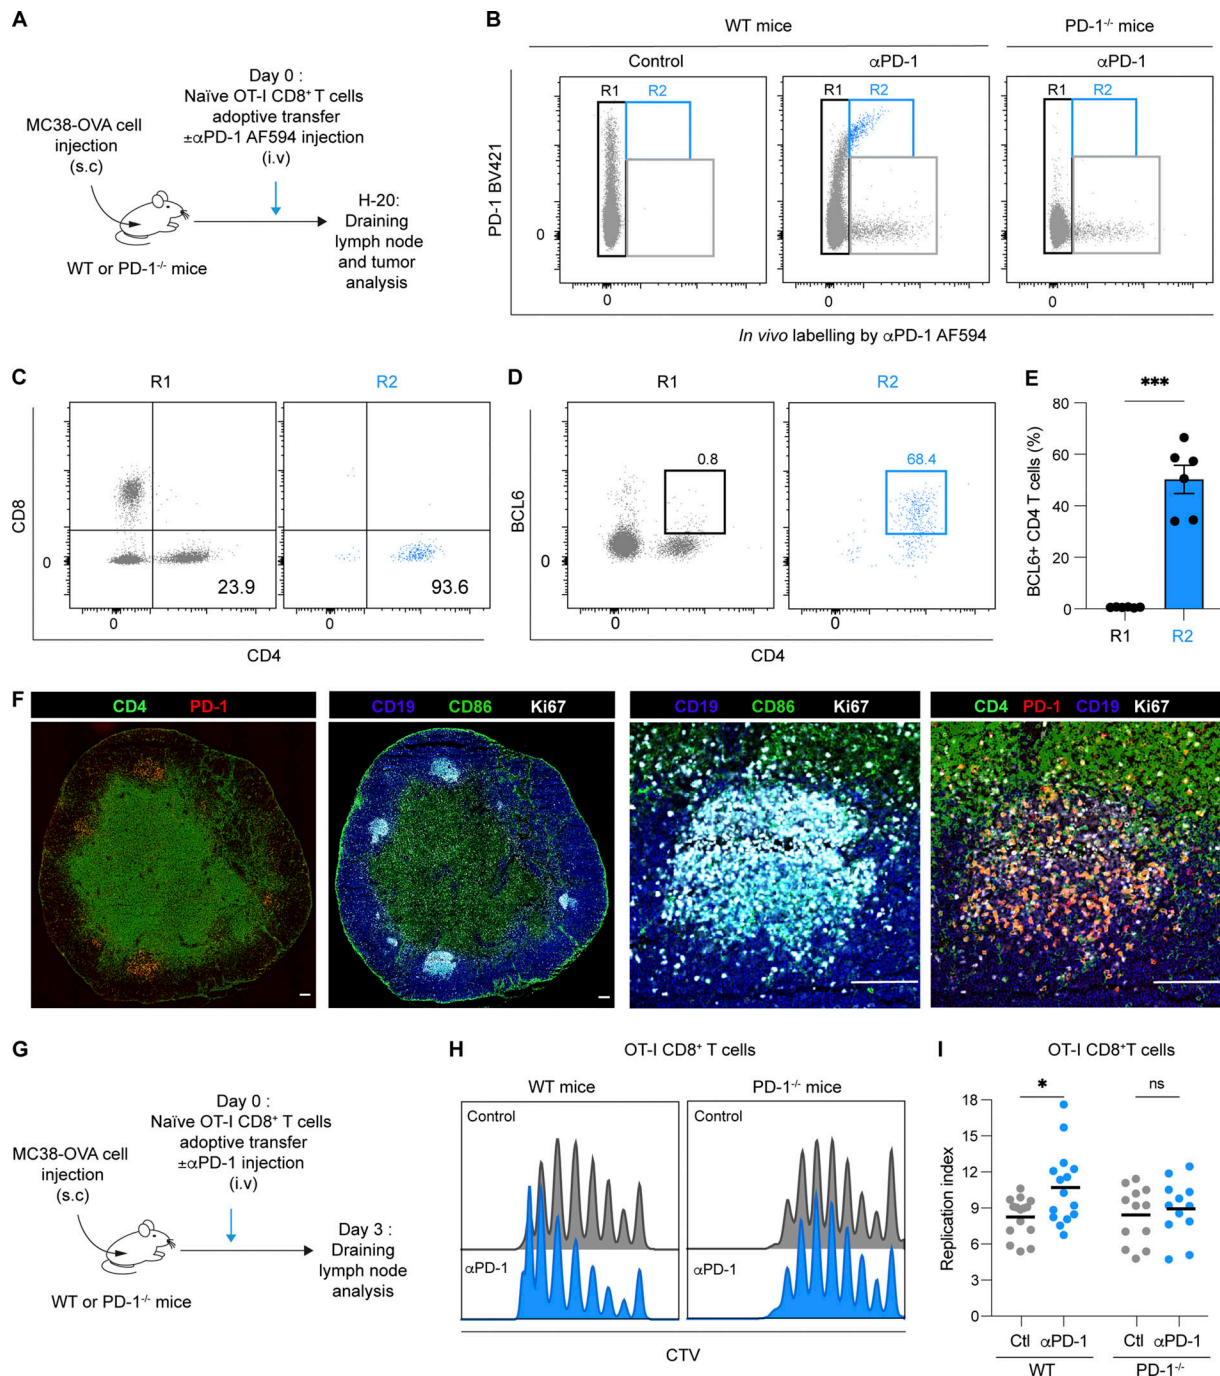 A
Day 0 :
Naïve OT-I CD8⁺ T cells
adoptive transfer
±αPD-1 AF594 injection
(i.v)
MC38-OVA cell
injection
(s.c)
H-20:
Draining
lymph node
and tumor
analysis
WT or PD-1⁻/⁻ mice
B
WT mice
PD-1⁻/⁻ mice
Control
αPD-1
αPD-1
R1 R2
R1 R2
R1 R2
PD-1 BV421
0
0
0
0
In vivo labelling by αPD-1 AF594
C
R1
R2
CD8
0
23.9
93.6
0
0
CD4
D
R1
R2
BCL6
0.8
68.4
0
0
0
CD4
E
***
BCL6+ CD4 T cells (%)
80
60
40
20
0
R1
R2
F
CD4 PD-1
CD19 CD86 Ki67
CD19 CD86 Ki67
CD4 PD-1 CD19 Ki67
G
Day 0 :
Naïve OT-I CD8⁺ T cells
adoptive transfer
±αPD-1 injection
(i.v)
MC38-OVA cell
injection
(s.c)
Day 3 :
Draining
lymph node
analysis
WT or PD-1⁻/⁻ mice
H
OT-I CD8⁺ T cells
WT mice
PD-1⁻/⁻ mice
Control
Control
αPD-1
αPD-1
CTV
I
OT-I CD8⁺T cells
*
ns
Replication index
18
15
12
9
6
3
0
Ctl αPD-1
Ctl αPD-1
WT
PD-1⁻/⁻